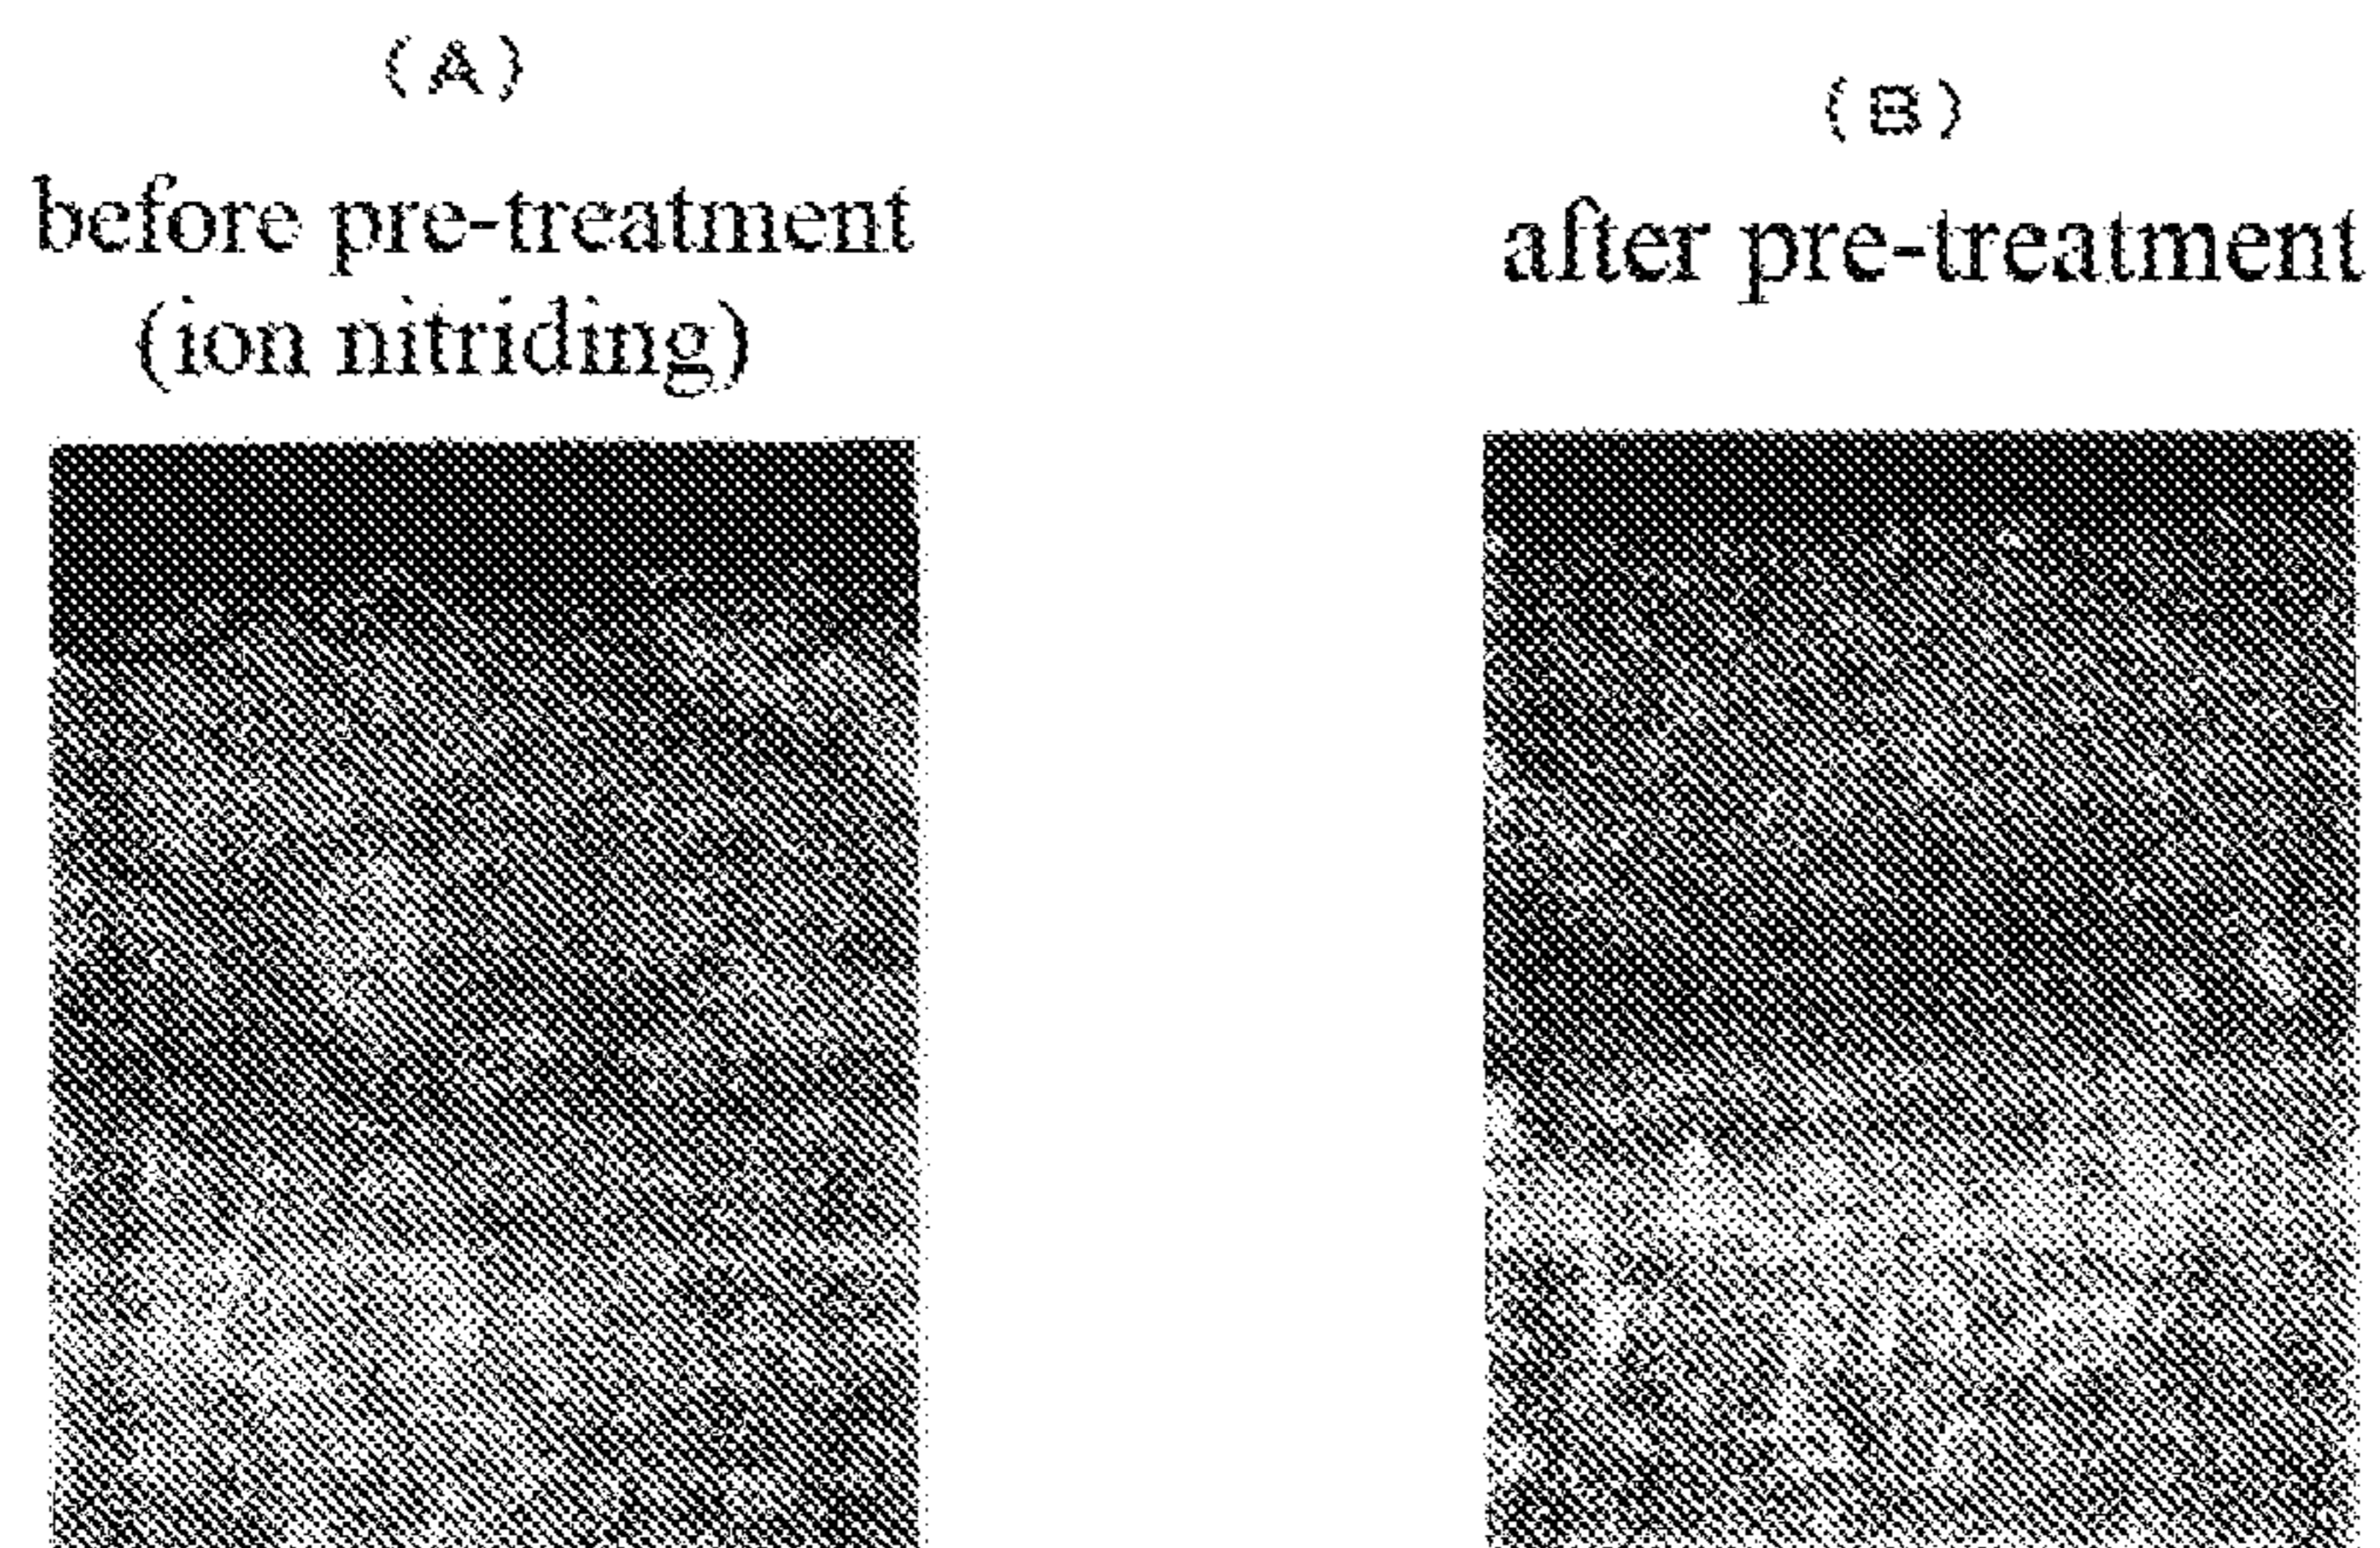 (A)
before pre-treatment
(ion nitriding)
(B)
after pre-treatment